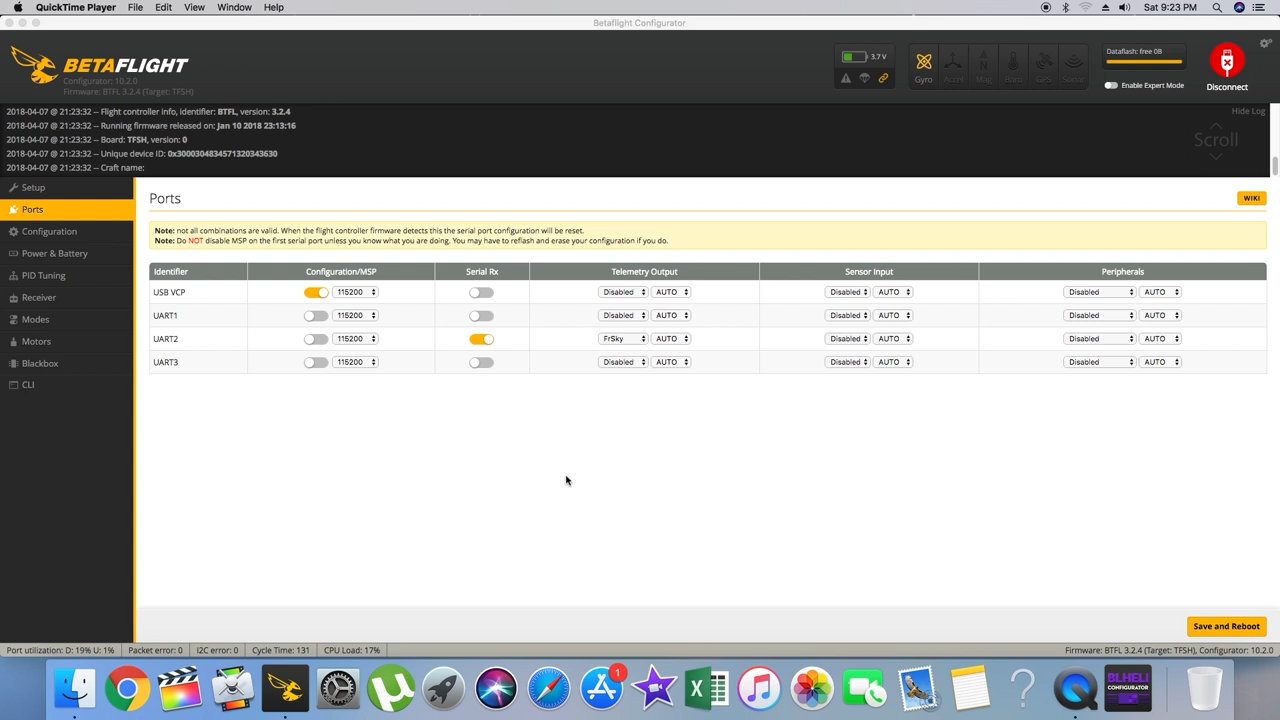 QuickTime Player File Edit View Window Help Sat 9:23 PM
Betaflight Configurator
BETAFLIGHT
Configurator: 10.2.0
Firmware: BTFL 3.2.4 (Target: TFSH)
3.7 V
Gyro Accel Mag Baro GPS Sonar
Dataflash: free 0B
Enable Expert Mode
Disconnect
2018-04-07 @ 21:23:32 -- Flight controller info, identifier: BTFL, version: 3.2.4
2018-04-07 @ 21:23:32 -- Running firmware released on: Jan 10 2018 23:13:16
2018-04-07 @ 21:23:32 -- Board: TFSH, version: 0
2018-04-07 @ 21:23:32 -- Unique device ID: 0x3000304834571320343630
2018-04-07 @ 21:23:32 -- Craft name:
Hide Log
Scroll
Setup
Ports
Configuration
Power & Battery
PID Tuning
Receiver
Modes
Motors
Blackbox
CLI
Ports
WIKI
Note: not all combinations are valid. When the flight controller firmware detects this the serial port configuration will be reset.
Note: Do NOT disable MSP on the first serial port unless you know what you are doing. You may have to reflash and erase your configuration if you do.
Identifier Configuration/MSP Serial Rx Telemetry Output Sensor Input Peripherals
USB VCP 115200 Disabled AUTO Disabled AUTO Disabled AUTO
UART1 115200 Disabled AUTO Disabled AUTO Disabled AUTO
UART2 115200 FrSky AUTO Disabled AUTO Disabled AUTO
UART3 115200 Disabled AUTO Disabled AUTO Disabled AUTO
Save and Reboot
Port utilization: D: 19% U: 1% Packet error: 0 I2C error: 0 Cycle Time: 131 CPU Load: 17% Firmware: BTFL 3.2.4 (Target: TFSH), Configurator: 10.2.0
1
BLHELI
CONFIGURATOR